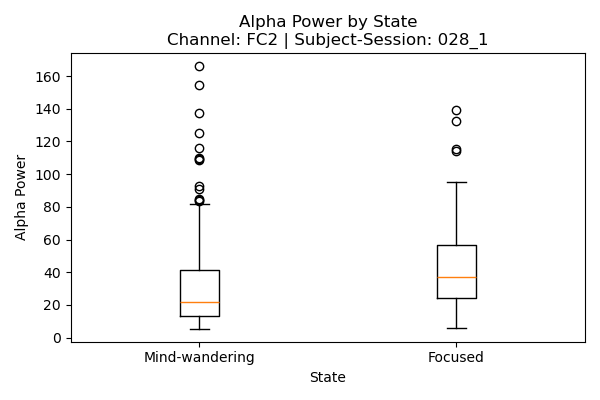 Alpha Power by State
Channel: FC2 | Subject-Session: 028_1
160
140
120
100
80
60
40
20
0
Alpha Power
Mind-wandering
Focused
State